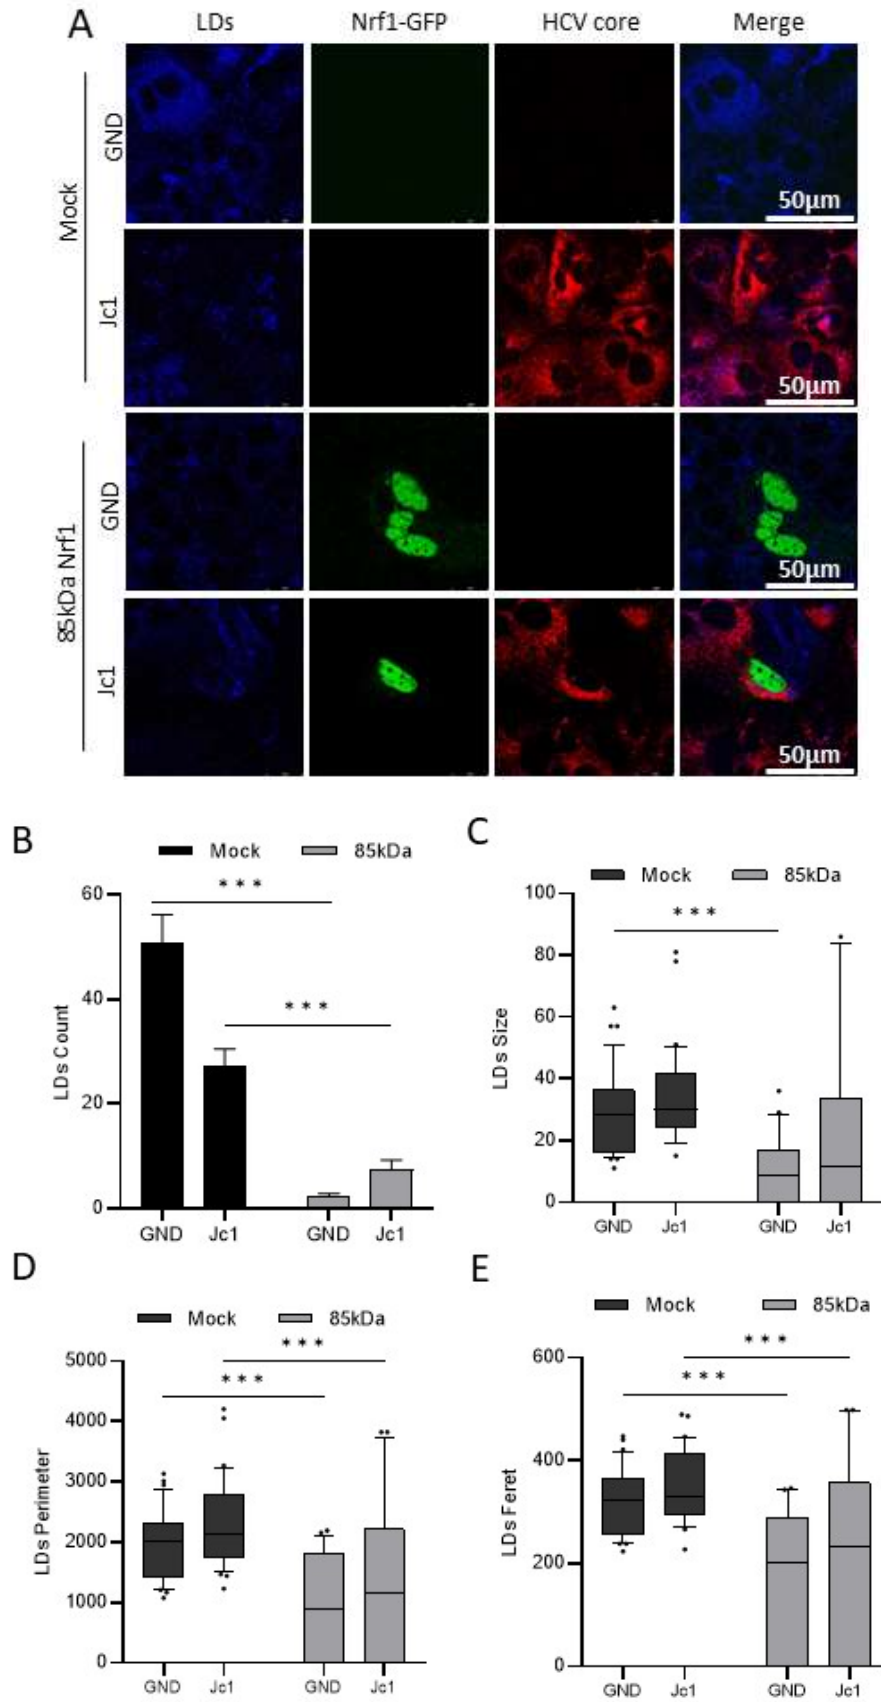 A
LDs Nrf1-GFP HCV core Merge
Mock
GND
50μm
Jc1
50μm
85kDa Nrf1
GND
50μm
Jc1
50μm
B
Mock 85kDa
LDs Count
60
40
20
0
* * *
* * *
GND Jc1 GND Jc1
C
Mock 85kDa
LDs Size
100
80
60
40
20
0
* * *
GND Jc1 GND Jc1
D
Mock 85kDa
LDs Perimeter
5000
4000
3000
2000
1000
0
* * *
* * *
GND Jc1 GND Jc1
E
Mock 85kDa
LDs Feret
600
400
200
0
* * *
* * *
GND Jc1 GND Jc1